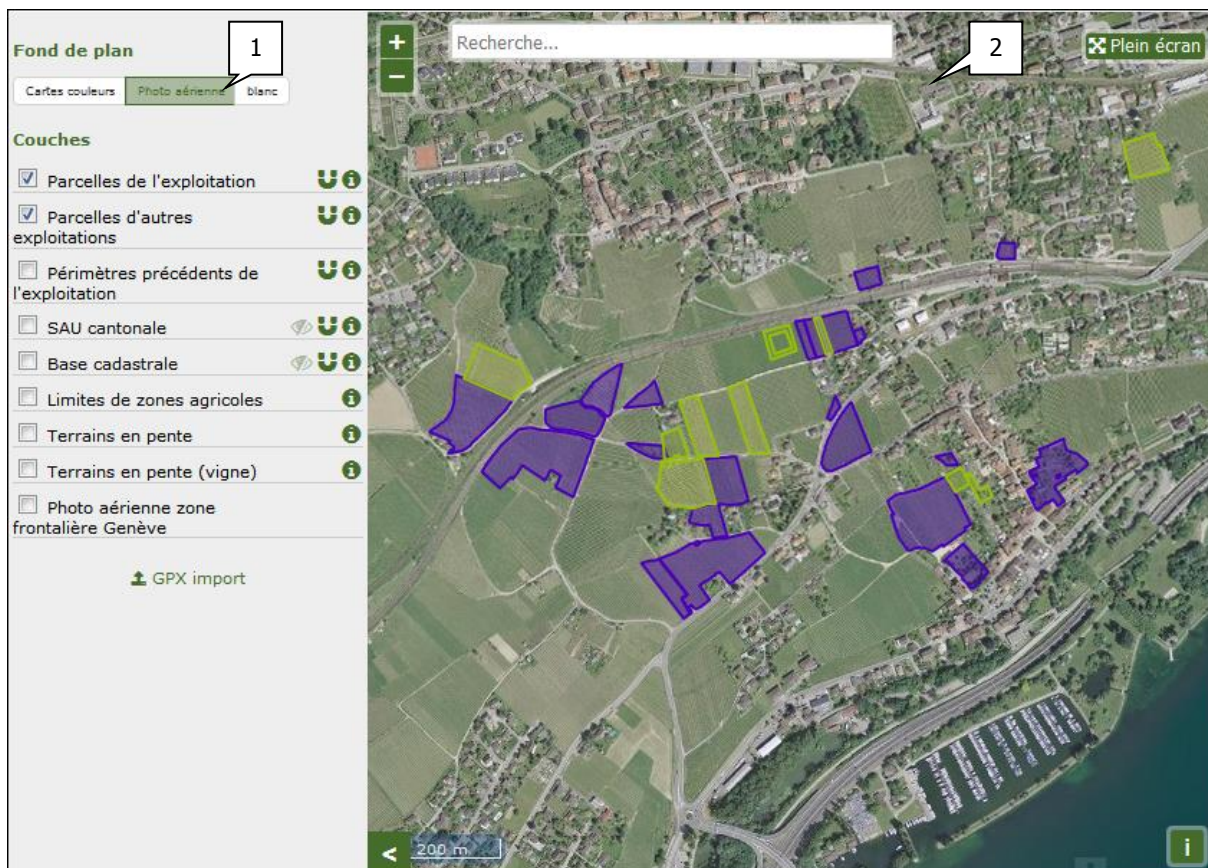 Fond de plan
1
Cartes couleurs Photo aérienne blanc
Couches
Parcelles de l'exploitation
Parcelles d'autres
exploitations
Périmètres précédents de
l'exploitation
SAU cantonale
Base cadastrale
Limites de zones agricoles
Terrains en pente
Terrains en pente (vigne)
Photo aérienne zone
frontalière Genève
GPX import
+
−
Recherche...
2
Plein écran
< 200 m
i